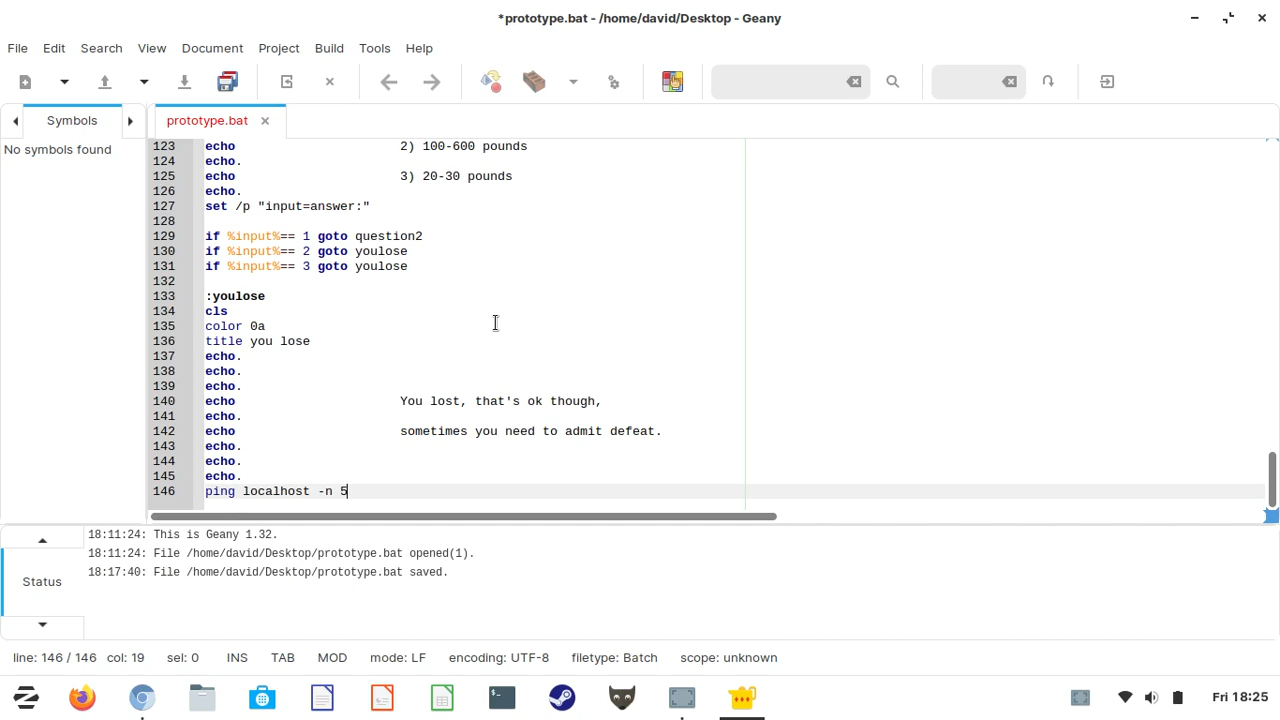 *prototype.bat - /home/david/Desktop - Geany
File Edit Search View Document Project Build Tools Help
Symbols
prototype.bat
No symbols found
123 echo 2) 100-600 pounds
124 echo.
125 echo 3) 20-30 pounds
126 echo.
127 set /p "input=answer:"
128
129 if %input%== 1 goto question2
130 if %input%== 2 goto youlose
131 if %input%== 3 goto youlose
132
133 :youlose
134 cls
135 color 0a
136 title you lose
137 echo.
138 echo.
139 echo.
140 echo You lost, that's ok though,
141 echo.
142 echo sometimes you need to admit defeat.
143 echo.
144 echo.
145 echo.
146 ping localhost -n 5
Status
18:11:24: This is Geany 1.32.
18:11:24: File /home/david/Desktop/prototype.bat opened(1).
18:17:40: File /home/david/Desktop/prototype.bat saved.
line: 146 / 146 col: 19 sel: 0 INS TAB MOD mode: LF encoding: UTF-8 filetype: Batch scope: unknown
Fri 18:25